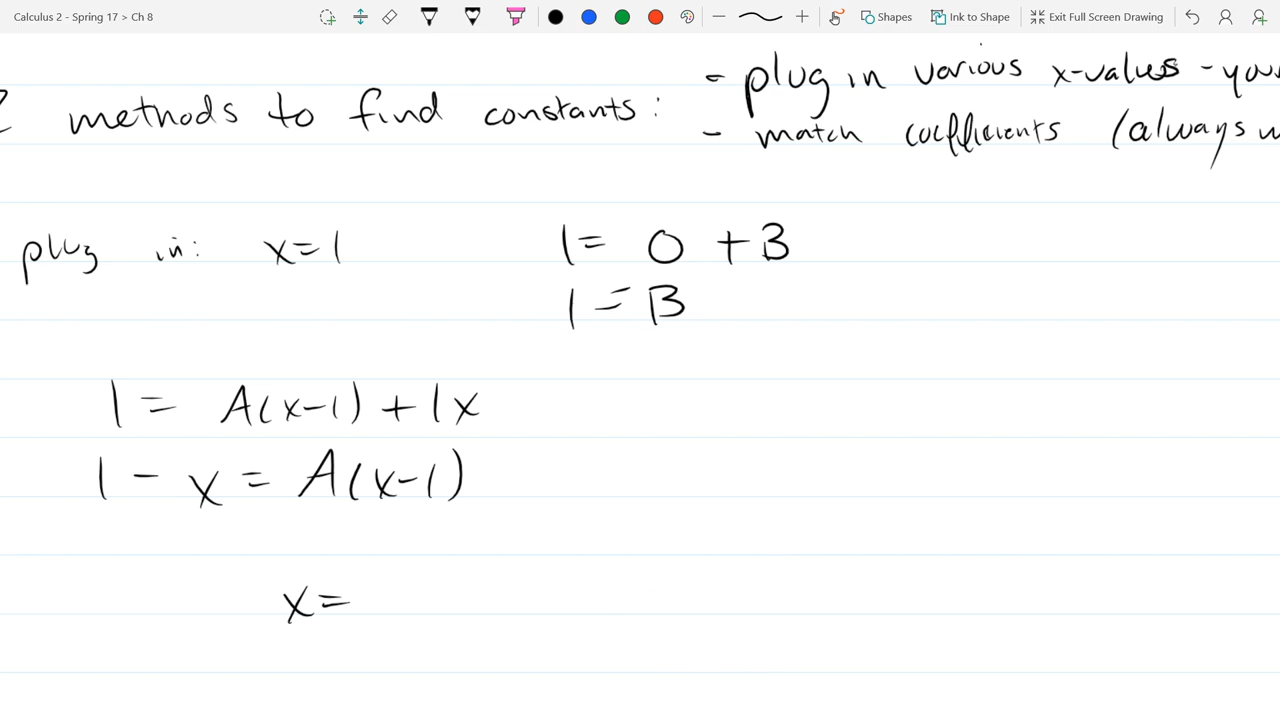 Calculus 2 - Spring 17 > Ch 8
Shapes
Ink to Shape
Exit Full Screen Drawing
methods to find constants:
- plug in various x-values -
- match coefficients (always
plug in: x=1
1 = 0 + B
1 = B
1 = A(x-1) + 1x
1 - x = A(x-1)
x=